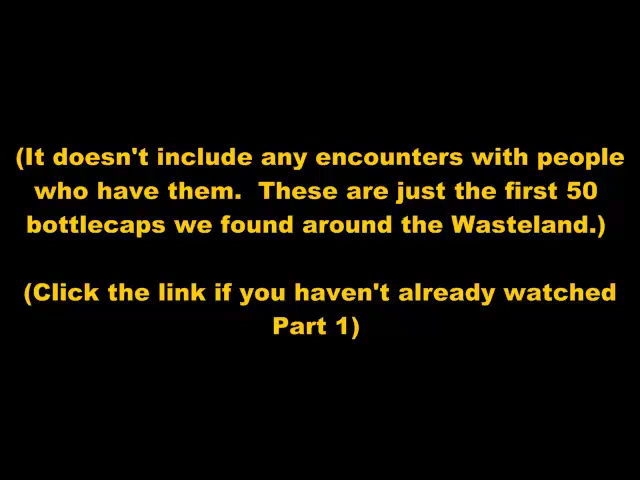 (It doesn't include any encounters with people
who have them.  These are just the first 50
bottlecaps we found around the Wasteland.)
(Click the link if you haven't already watched
Part 1)